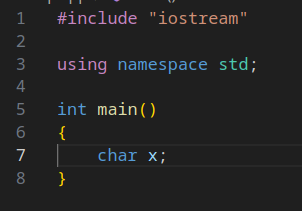 1 #include "iostream"
2
3 using namespace std;
4
5 int main()
6 {
7     char x;
8 }